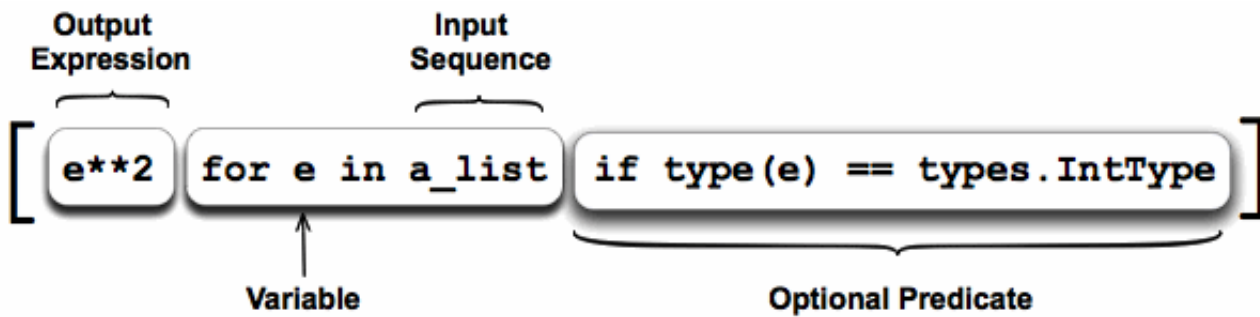 Output
Expression
Input
Sequence
[ e**2 for e in a_list if type(e) == types.IntType ]
Variable
Optional Predicate